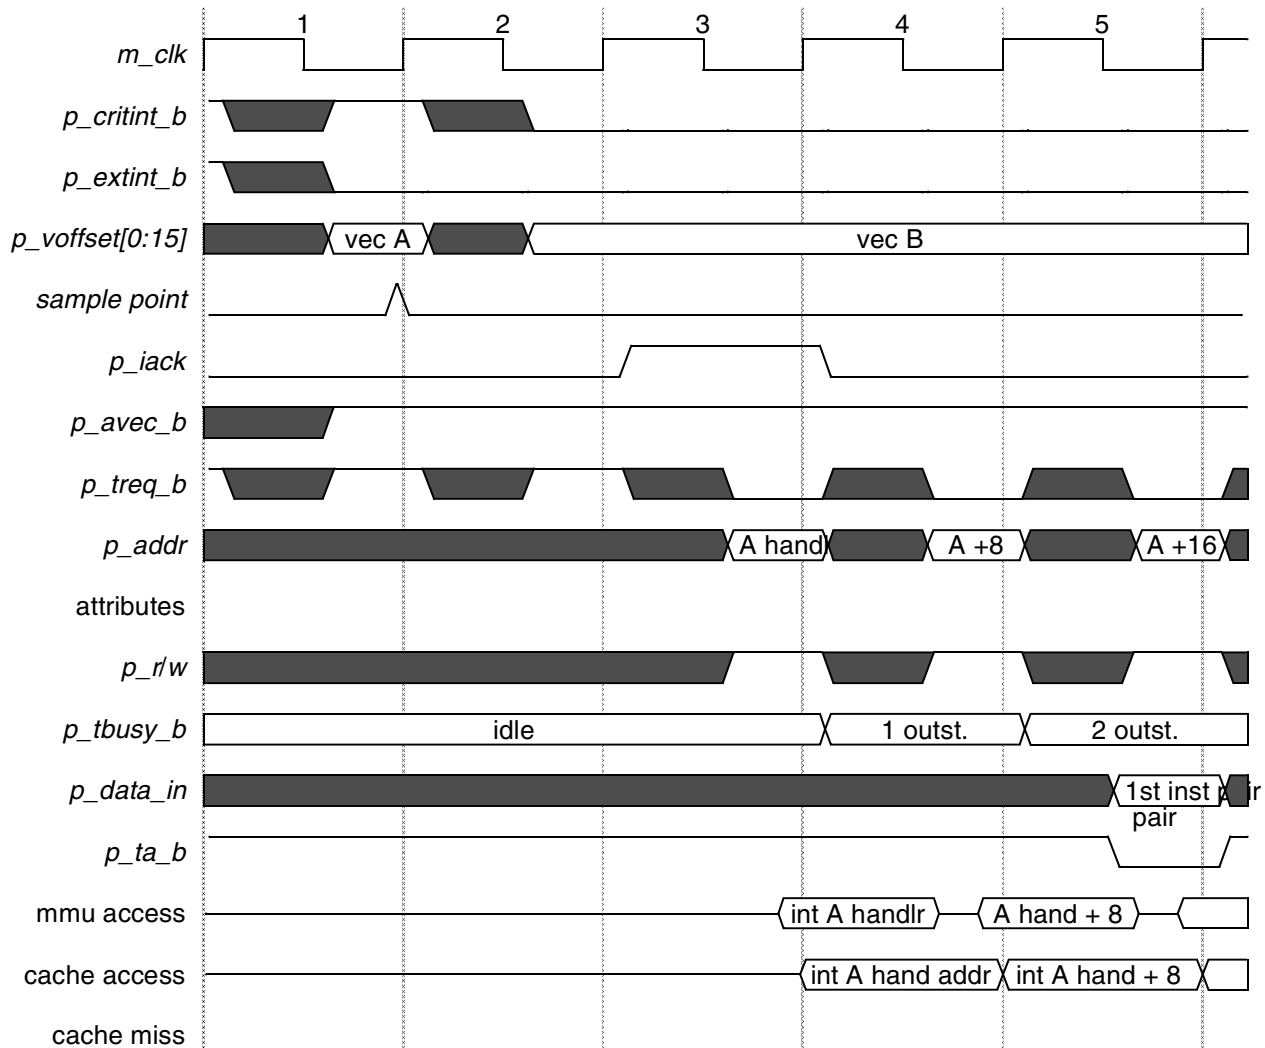 1 2 3 4 5
m_clk
p_critint_b
p_extint_b
p_voffset[0:15] vec A vec B
sample point
p_iack
p_avec_b
p_treq_b
p_addr A handl A +8 A +16
attributes
p_r/w
p_tbusy_b idle 1 outst. 2 outst.
p_data_in 1st inst pair
pair
p_ta_b
mmu access int A handlr A hand + 8
cache access int A hand addr int A hand + 8
cache miss